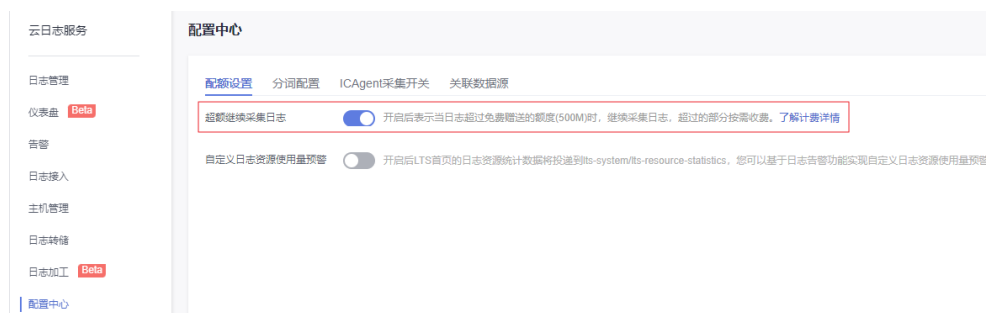 云日志服务
配置中心
日志管理
仪表盘 Beta
告警
日志接入
主机管理
日志转储
日志加工 Beta
配置中心
配额设置 分词配置 ICAgent采集开关 关联数据源
超额继续采集日志 开启后表示当日志超过免费赠送的额度(500M)时，继续采集日志，超过的部分按需收费。了解计费详情
自定义日志资源使用量预警 开启后LTS首页的日志资源统计数据将投递到lts-system/lts-resource-statistics，您可以基于日志告警功能实现自定义日志资源使用量预警